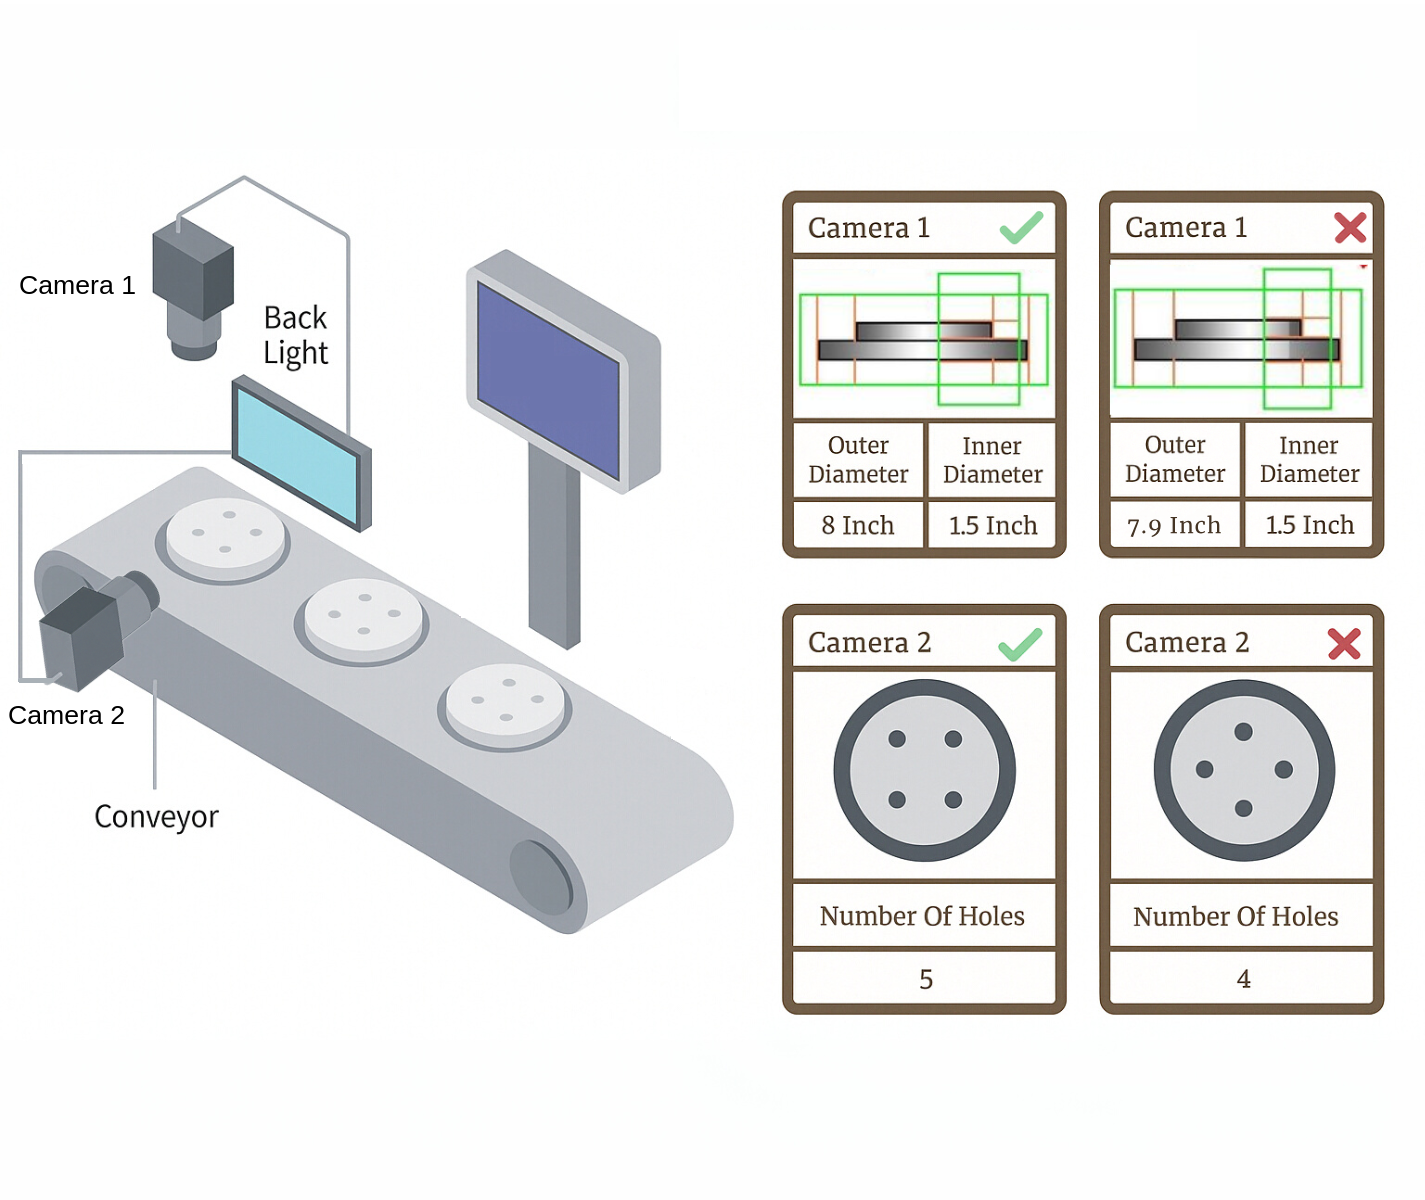 Camera 1
Back
Light
Camera 2
Conveyor
Camera 1
Outer
Diameter
Inner
Diameter
8 Inch
1.5 Inch
Camera 1
Outer
Diameter
Inner
Diameter
7.9 Inch
1.5 Inch
Camera 2
Number Of Holes
5
Camera 2
Number Of Holes
4